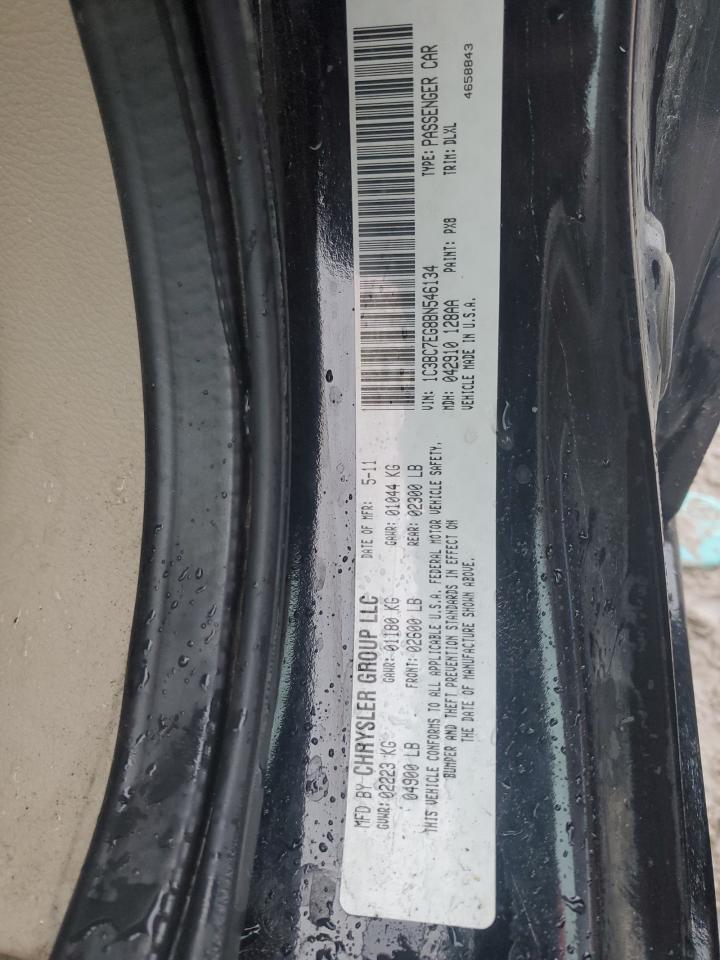 MFD BY CHRYSLER GROUP LLC
DATE OF MFR: 5-11
GVWR: 02223 KG
GAWR: 01180 KG
GAWR: 01044 KG
04900 LB
FRONT: 02600 LB
REAR: 02300 LB
THIS VEHICLE CONFORMS TO ALL APPLICABLE U.S.A. FEDERAL MOTOR VEHICLE SAFETY,
BUMPER AND THEFT PREVENTION STANDARDS IN EFFECT ON
THE DATE OF MANUFACTURE SHOWN ABOVE.
VIN: 1C3BC7EG8BN546134
TYPE: PASSENGER CAR
MDH: 042910 128AA
PAINT: PXB
TRIM: DLXL
VEHICLE MADE IN U.S.A.
4658843